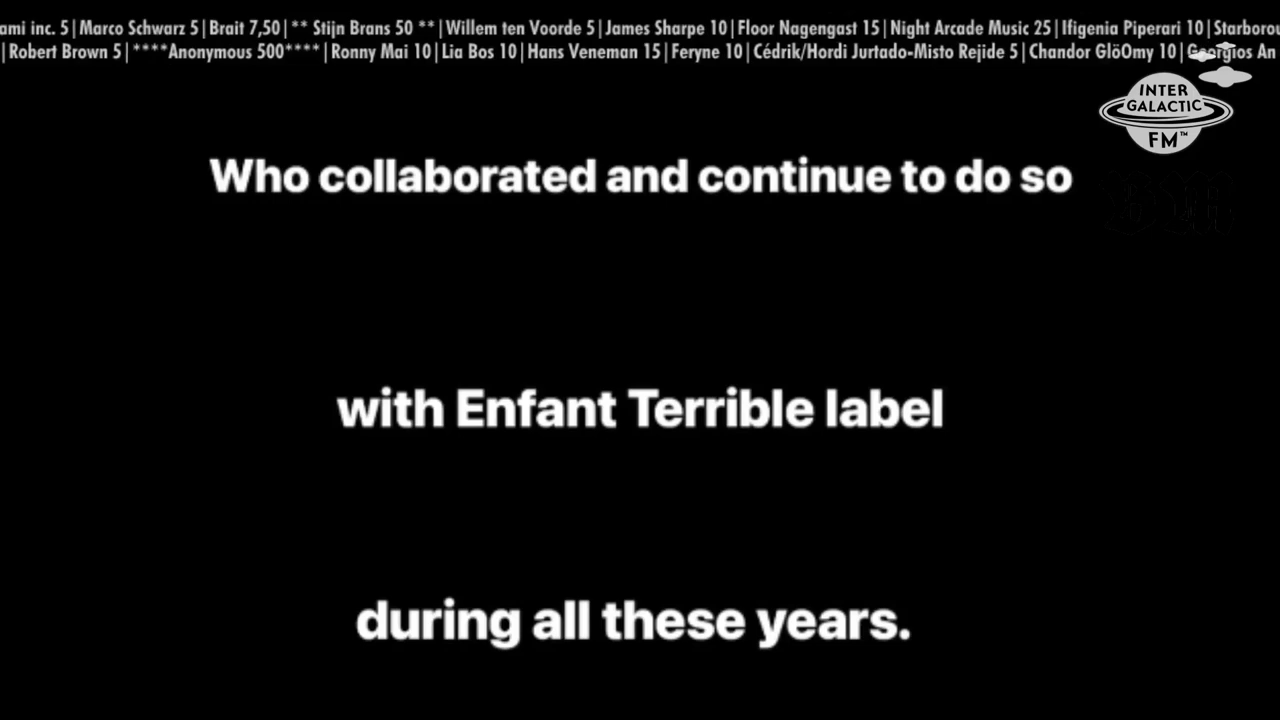 ami inc. 5|Marco Schwarz 5|Brait 7,50|** Stijn Brans 50 **|Willem ten Voorde 5|James Sharpe 10|Floor Nagengast 15|Night Arcade Music 25|Ifigenia Piperari 10|Starborou
|Robert Brown 5|****Anonymous 500****|Ronny Mai 10|Lia Bos 10|Hans Veneman 15|Feryne 10|Cédrik/Hordi Jurtado-Misto Rejide 5|Chandor GlöOmy 10|Georgios An
INTER
GALACTIC
FM™
Who collaborated and continue to do so
with Enfant Terrible label
during all these years.